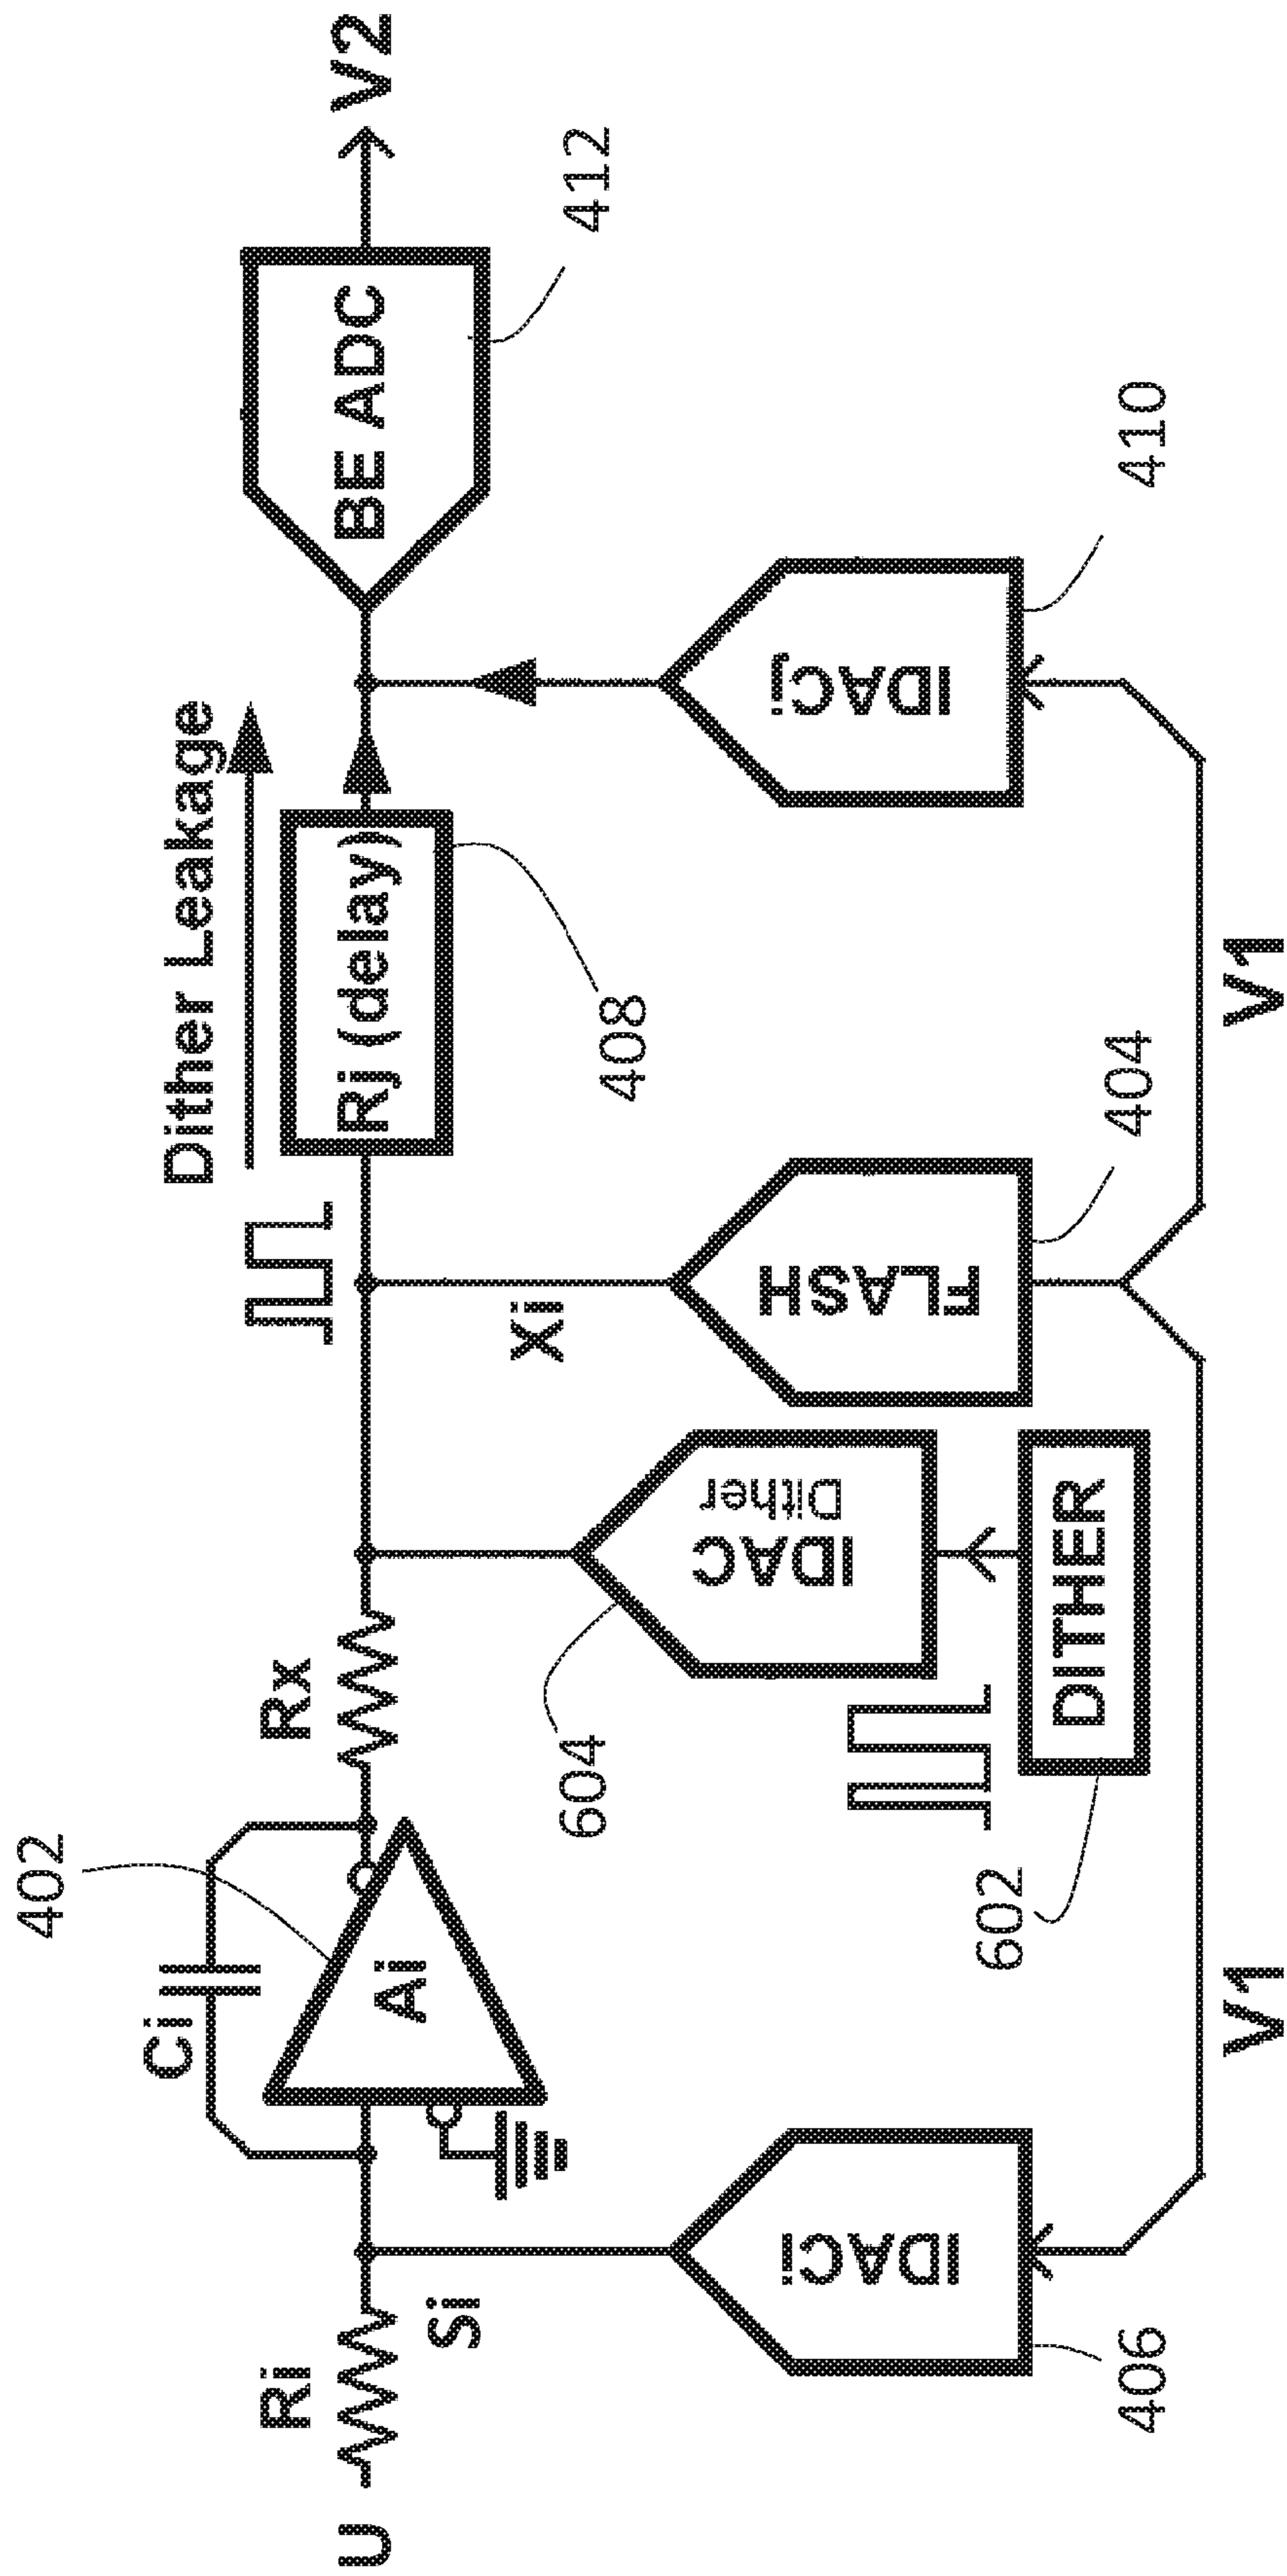 402
Ci
Dither Leakage
U
Ri
Rx
V2
Si
Ai
Rj (delay)
BE ADC
Xi
604
408
412
IDACi
IDAC
Dither
FLASH
IDACj
602
DITHER
406
404
410
V1
V1